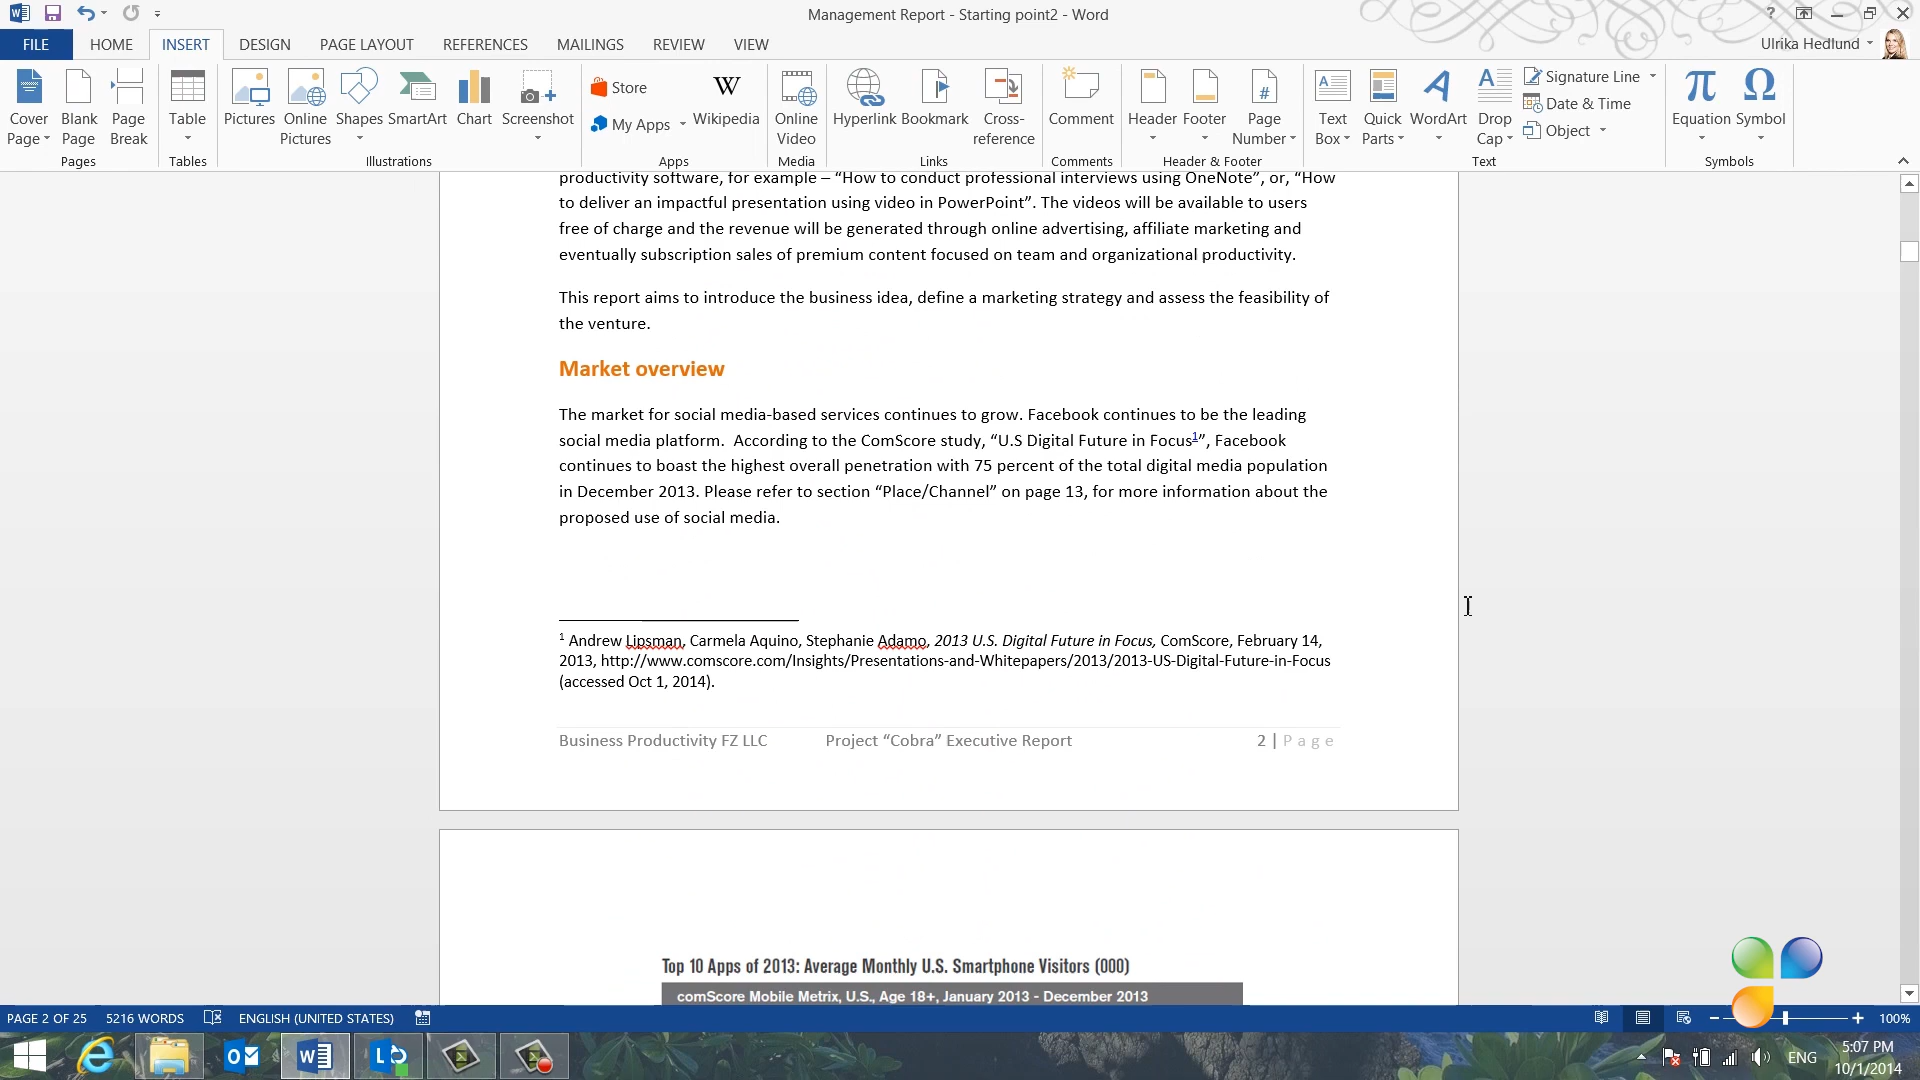 Management Report - Starting point2 - Word
?
FILE
HOME
INSERT
DESIGN
PAGE LAYOUT
REFERENCES
MAILINGS
REVIEW
VIEW
Ulrika Hedlund
Cover Page
Blank Page
Page Break
Table
Pictures
Online Pictures
Shapes
SmartArt
Chart
Screenshot
Store
My Apps
W
Wikipedia
Online Video
Hyperlink
Bookmark
Cross-reference
Comment
Header
Footer
#
Page Number
Text Box
Quick Parts
WordArt
Drop Cap
Signature Line
Date & Time
Object
π
Equation
Ω
Symbol
Pages
Tables
Illustrations
Apps
Media
Links
Comments
Header & Footer
Text
Symbols
productivity software, for example – “How to conduct professional interviews using OneNote”, or, “How
to deliver an impactful presentation using video in PowerPoint”. The videos will be available to users
free of charge and the revenue will be generated through online advertising, affiliate marketing and
eventually subscription sales of premium content focused on team and organizational productivity.
This report aims to introduce the business idea, define a marketing strategy and assess the feasibility of
the venture.
Market overview
The market for social media-based services continues to grow. Facebook continues to be the leading
social media platform.  According to the ComScore study, “U.S Digital Future in Focus1”, Facebook
continues to boast the highest overall penetration with 75 percent of the total digital media population
in December 2013. Please refer to section “Place/Channel” on page 13, for more information about the
proposed use of social media.
1 Andrew Lipsman, Carmela Aquino, Stephanie Adamo, 2013 U.S. Digital Future in Focus, ComScore, February 14,
2013, http://www.comscore.com/Insights/Presentations-and-Whitepapers/2013/2013-US-Digital-Future-in-Focus
(accessed Oct 1, 2014).
Business Productivity FZ LLC Project “Cobra” Executive Report 2 | Page
Top 10 Apps of 2013: Average Monthly U.S. Smartphone Visitors (000)
comScore Mobile Metrix, U.S., Age 18+, January 2013 - December 2013
PAGE 2 OF 25
5216 WORDS
ENGLISH (UNITED STATES)
100%
ENG
5:07 PM
10/1/2014